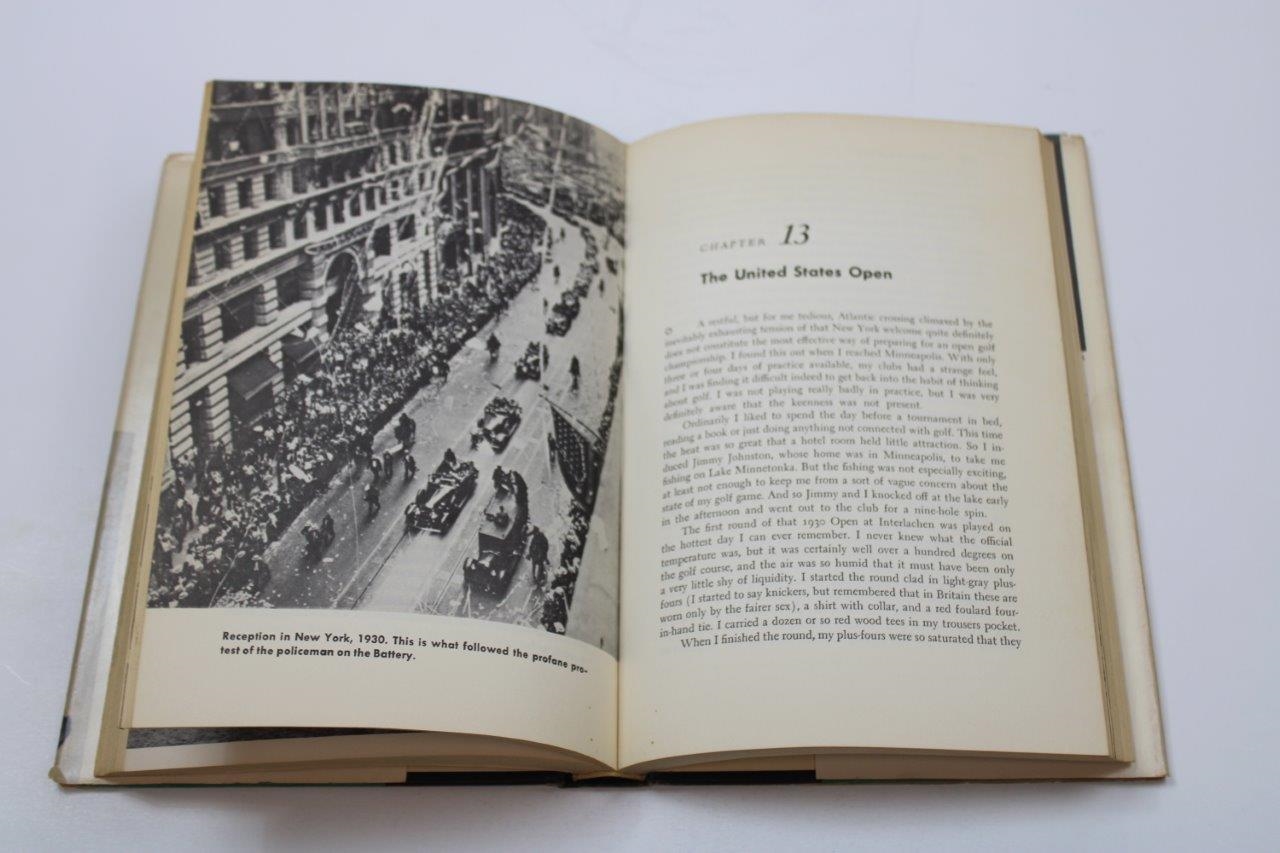 Reception in New York, 1930. This is what followed the profane pro-
test of the policeman on the Battery.
CHAPTER 13
The United States Open
A restful, but for me tedious, Atlantic crossing climaxed by the
inevitably exhausting tension of that New York welcome quite definitely
does not constitute the most effective way of preparing for an open golf
championship. I found this out when I reached Minneapolis. With only
three or four days of practice available, my clubs had a strange feel,
and I was finding it difficult indeed to get back into the habit of thinking
about golf. I was not playing really badly in practice, but I was very
definitely aware that the keenness was not present.
Ordinarily I liked to spend the day before a tournament in bed,
reading a book or just doing anything not connected with golf. This time
the heat was so great that a hotel room held little attraction. So I in-
duced Jimmy Johnston, whose home was in Minneapolis, to take me
fishing on Lake Minnetonka. But the fishing was not especially exciting,
at least not enough to keep me from a sort of vague concern about the
state of my golf game. And so Jimmy and I knocked off at the lake early
in the afternoon and went out to the club for a nine-hole spin.
The first round of that 1930 Open at Interlachen was played on
the hottest day I can ever remember. I never knew what the official
temperature was, but it was certainly well over a hundred degrees on
the golf course, and the air was so humid that it must have been only
a very little shy of liquidity. I started the round clad in light-gray plus-
fours (I started to say knickers, but remembered that in Britain these are
worn only by the fairer sex), a shirt with collar, and a red foulard four-
in-hand tie. I carried a dozen or so red wood tees in my trousers pocket.
When I finished the round, my plus-fours were so saturated that they